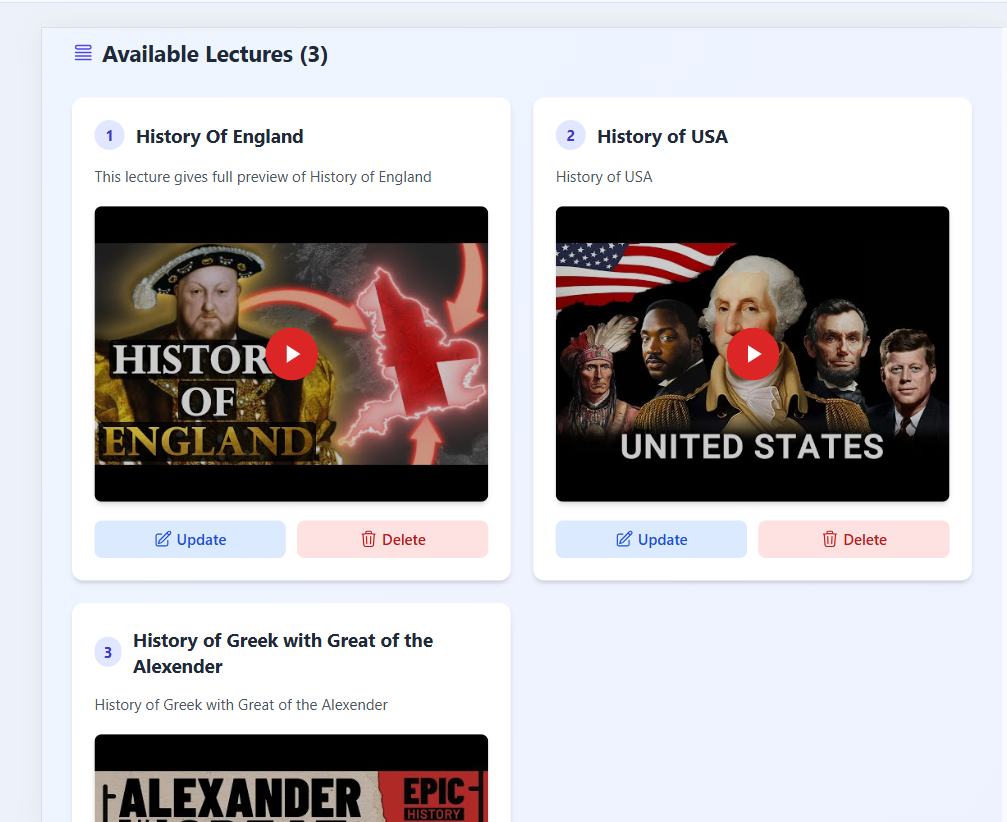 Available Lectures (3)
1 History Of England
This lecture gives full preview of History of England
HISTOR
OF
ENGLAND
Update Delete
2 History of USA
History of USA
UNITED STATES
Update Delete
3 History of Greek with Great of the
Alexender
History of Greek with Great of the Alexender
ALEXANDER
EPIC
HISTORY